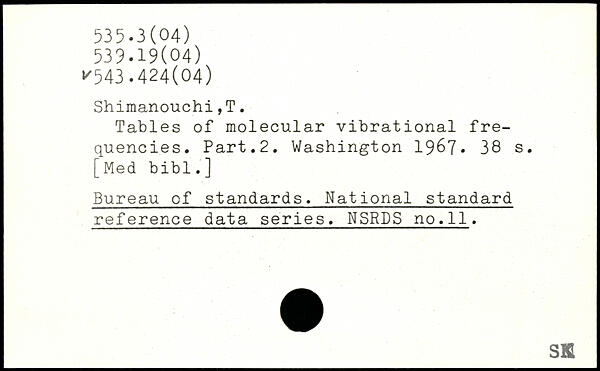 535.3(04)
539.19(04)
✓543.424(04)
Shimanouchi,T.
Tables of molecular vibrational fre-
quencies. Part.2. Washington 1967. 38 s.
[Med bibl.]
Bureau of standards. National standard
reference data series. NSRDS no.11.
SK